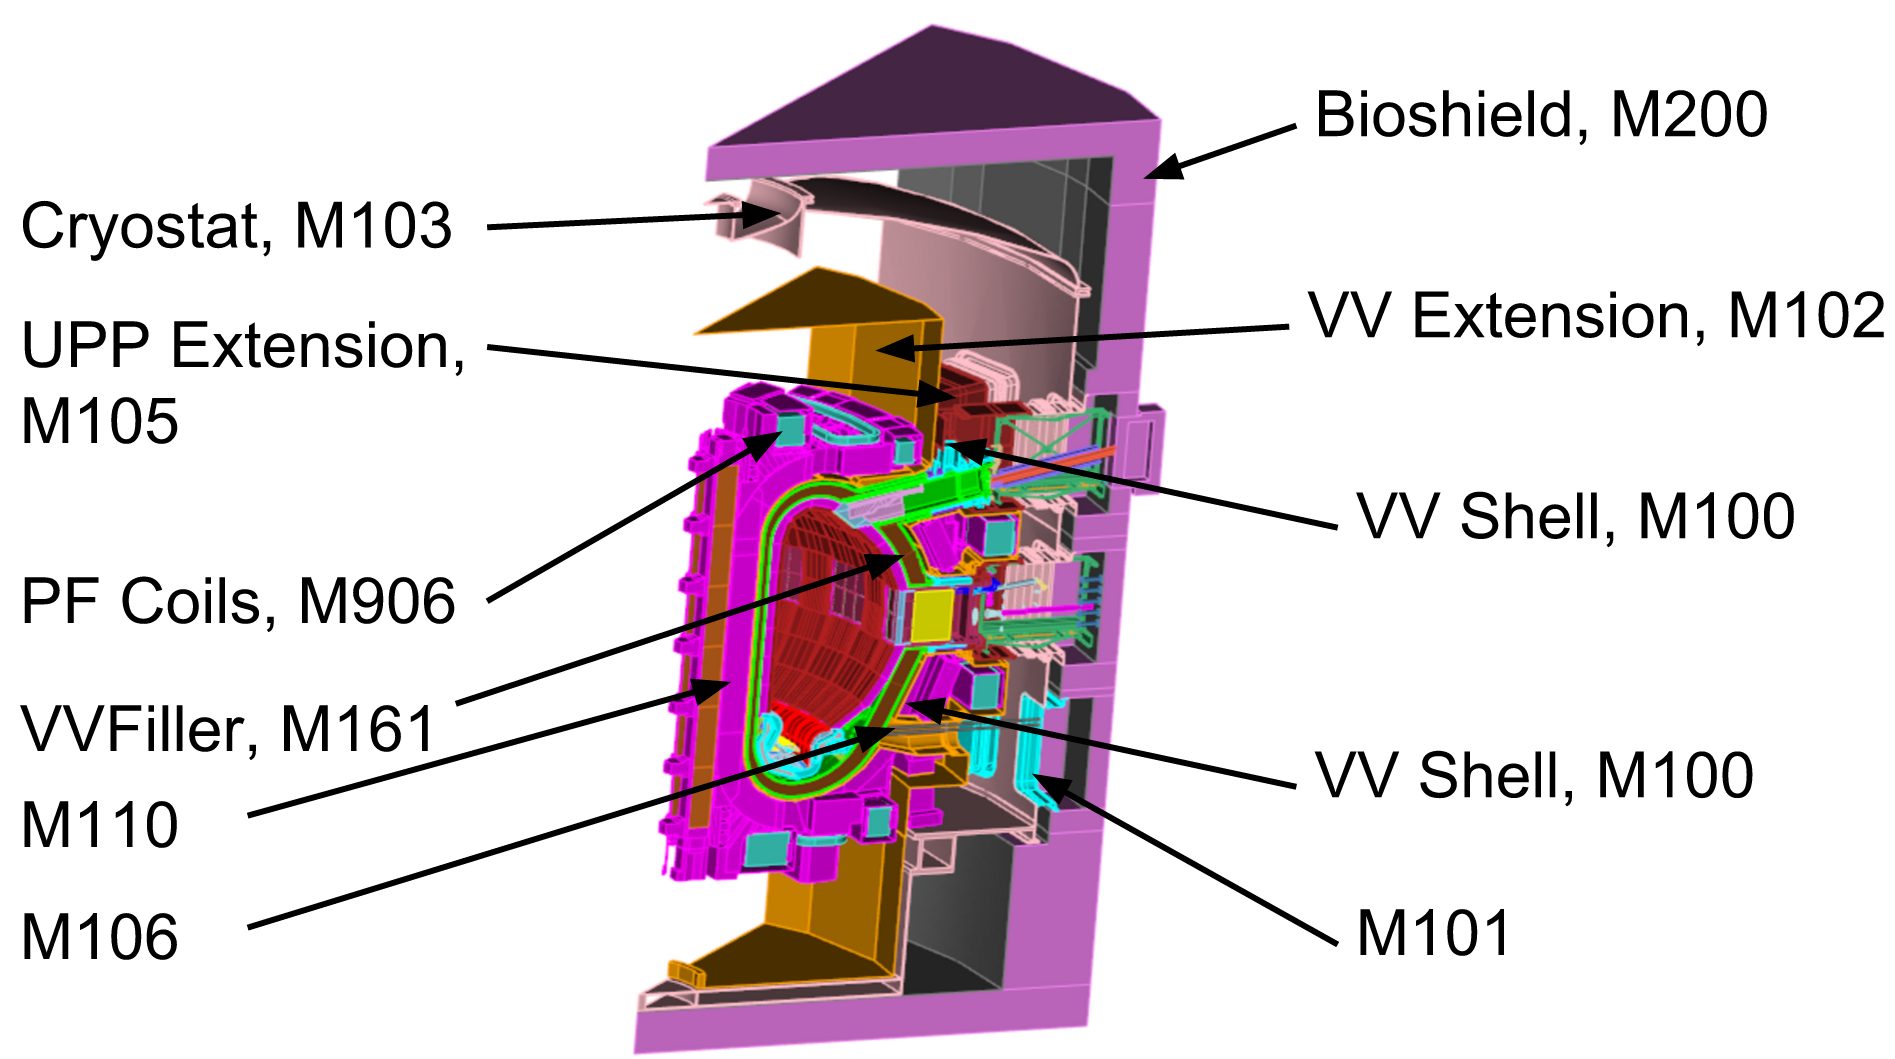 Bioshield, M200
Cryostat, M103
VV Extension, M102
UPP Extension,
M105
VV Shell, M100
PF Coils, M906
VVFiller, M161
VV Shell, M100
M110
M106
M101